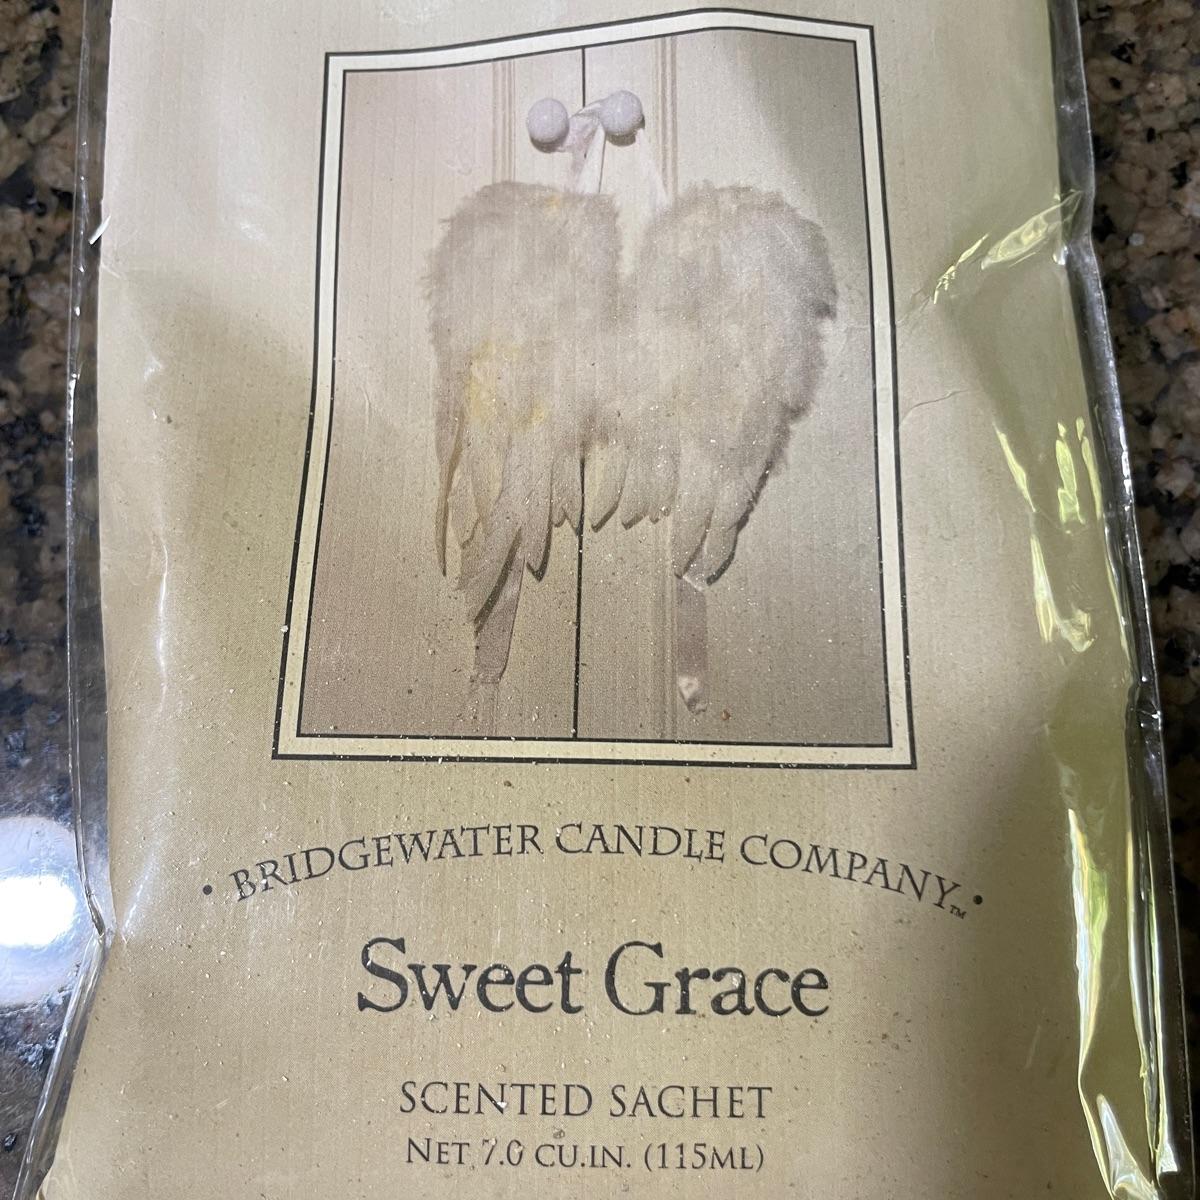 • BRIDGEWATER CANDLE COMPANY™ •
Sweet Grace
SCENTED SACHET
NET 7.0 CU.IN. (115ML)